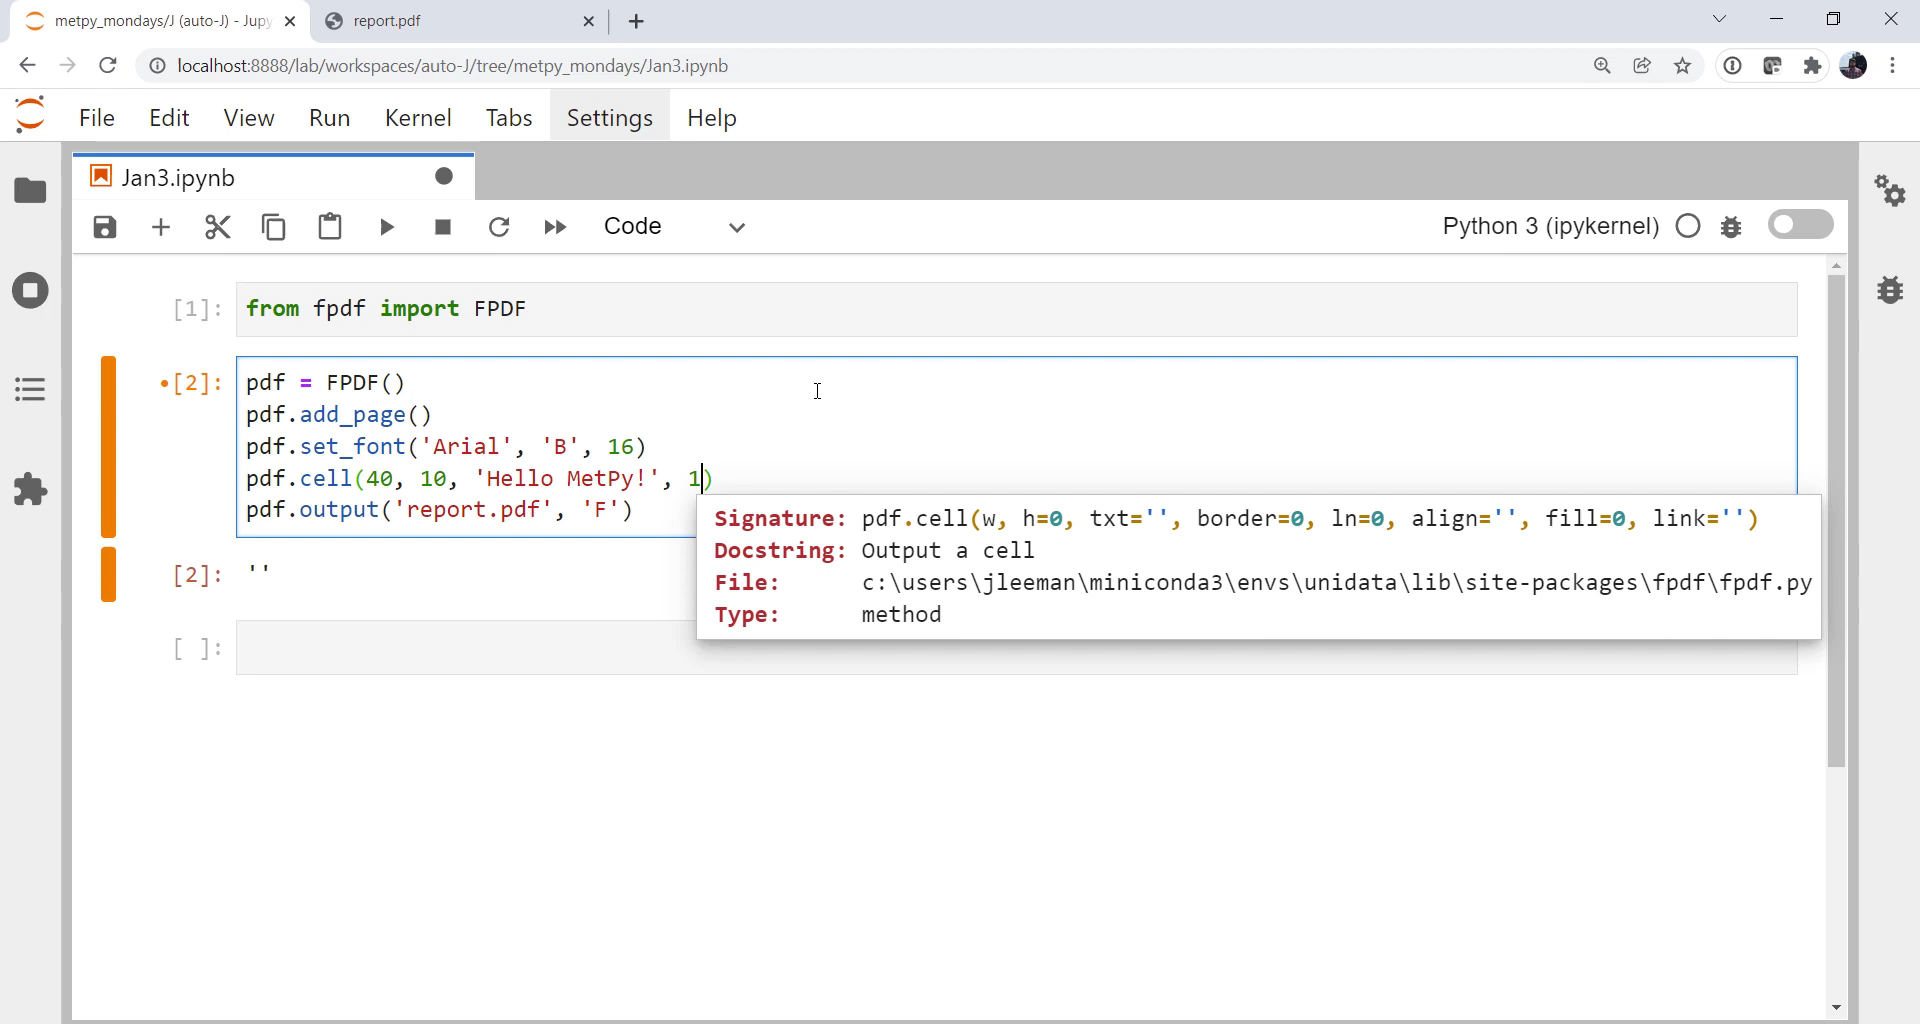 metpy_mondays/J (auto-J) - Jupy
report.pdf
localhost:8888/lab/workspaces/auto-J/tree/metpy_mondays/Jan3.ipynb
File Edit View Run Kernel Tabs Settings Help
Jan3.ipynb
Code
Python 3 (ipykernel)
[1]: from fpdf import FPDF
•[2]: pdf = FPDF()
pdf.add_page()
pdf.set_font('Arial', 'B', 16)
pdf.cell(40, 10, 'Hello MetPy!', 1)
pdf.output('report.pdf', 'F')
Signature: pdf.cell(w, h=0, txt='', border=0, ln=0, align='', fill=0, link='')
Docstring: Output a cell
File: c:\users\jleeman\miniconda3\envs\unidata\lib\site-packages\fpdf\fpdf.py
Type: method
[2]: ''
[ ]: